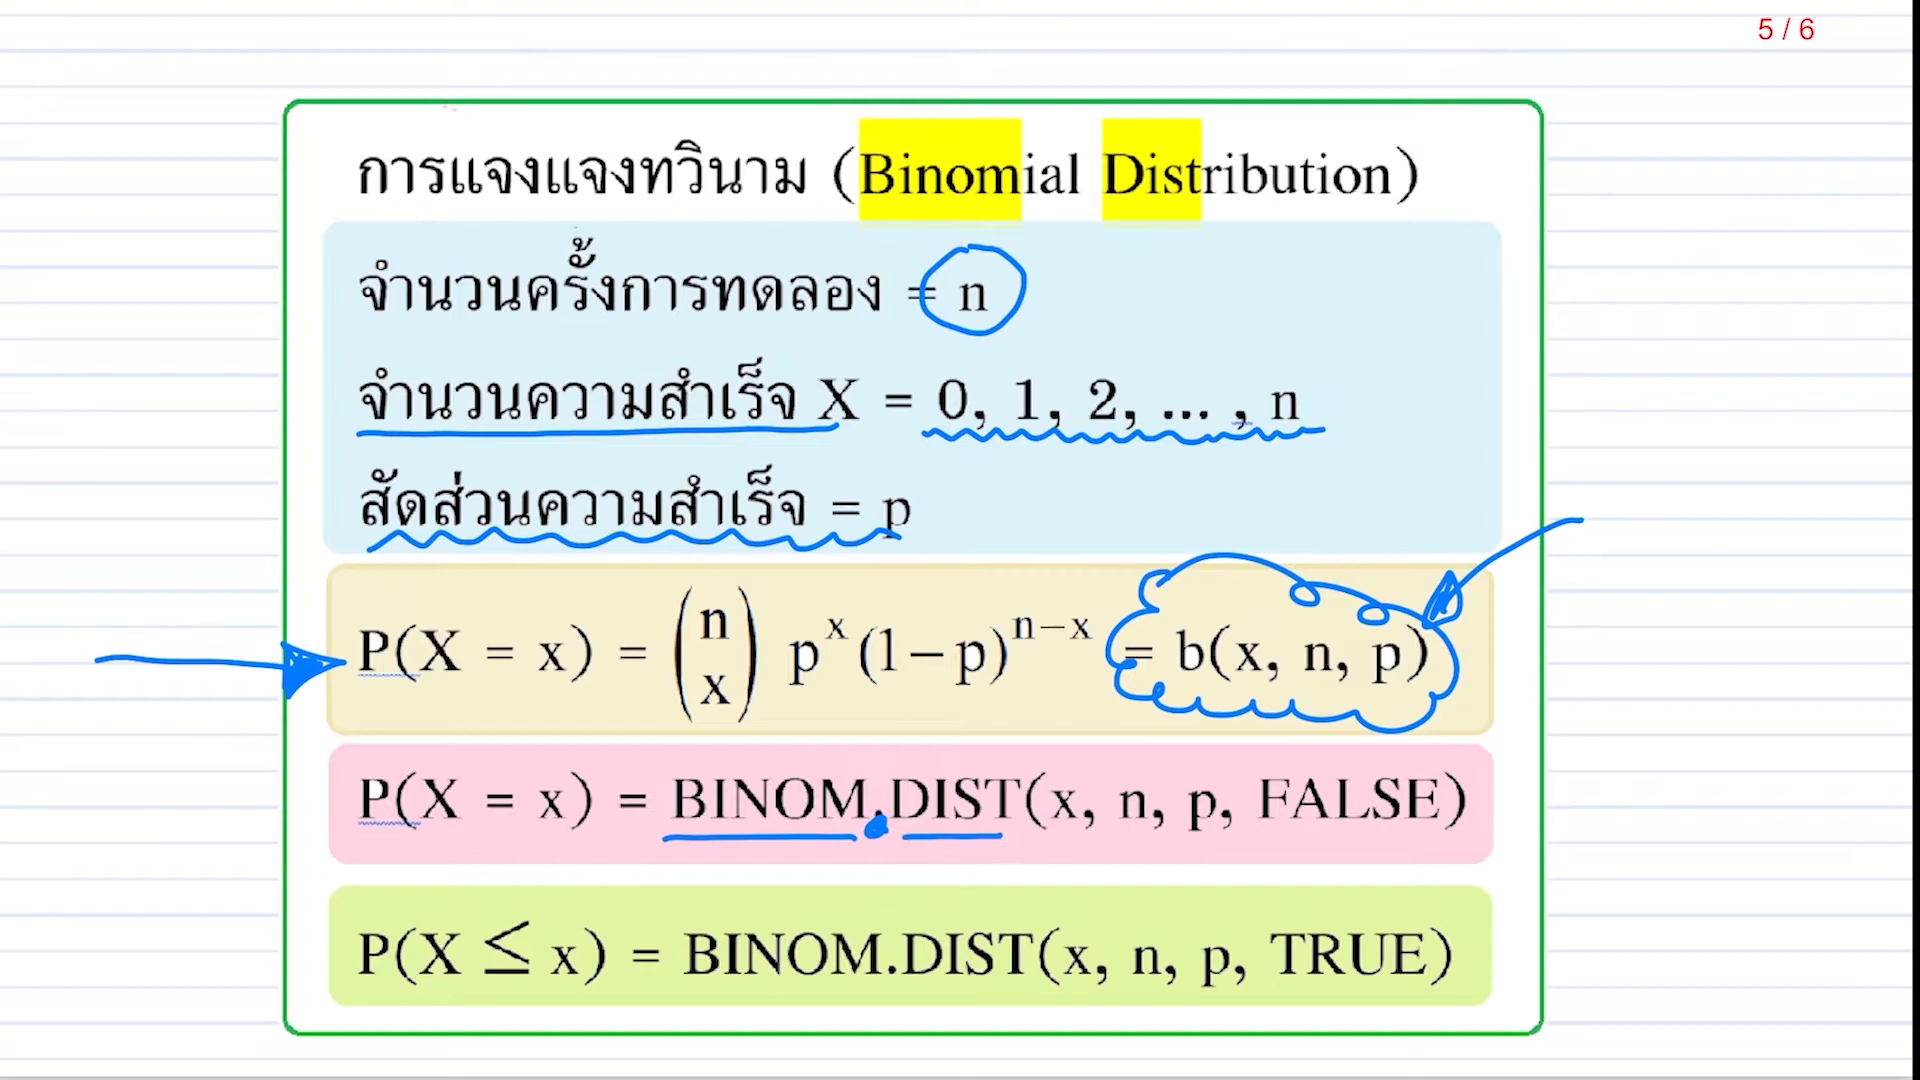 5 / 6
การแจงแจงทวินาม (Binomial Distribution)
จำนวนครั้งการทดลอง = n
จำนวนความสำเร็จ X = 0, 1, 2, ... , n
สัดส่วนความสำเร็จ = p
P(X = x) = (n x) p^x (1-p)^{n-x} = b(x, n, p)
P(X = x) = BINOM.DIST(x, n, p, FALSE)
P(X ≤ x) = BINOM.DIST(x, n, p, TRUE)